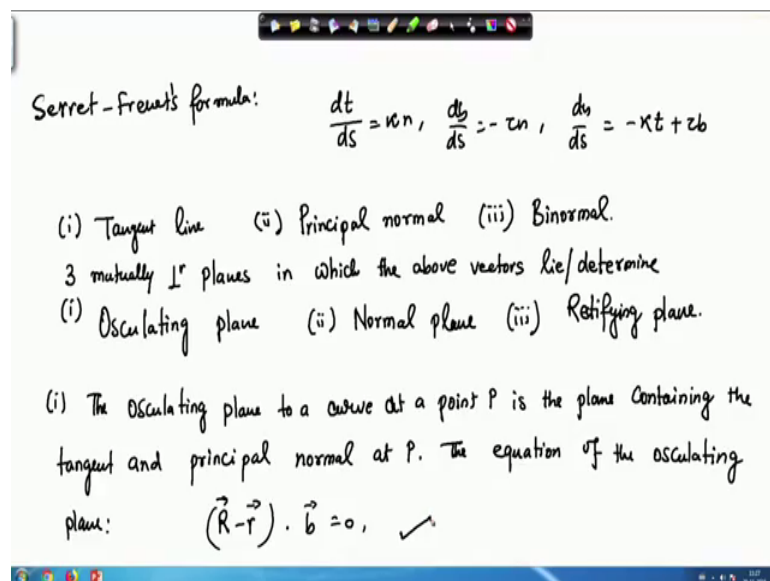 Serret-Frenet's formula: dt/ds = κn, db/ds = -τn, dn/ds = -κt + τb
(i) Tangent line (ii) Principal normal (iii) Binormal.
3 mutually ⊥r planes in which the above vectors lie/determine
(i) Osculating plane (ii) Normal plane (iii) Retifying plane.
(i) The osculating plane to a curve at a point P is the plane containing the
tangent and principal normal at P. The equation of the osculating
plane: (R⃗-r⃗). b⃗ =0, ✓